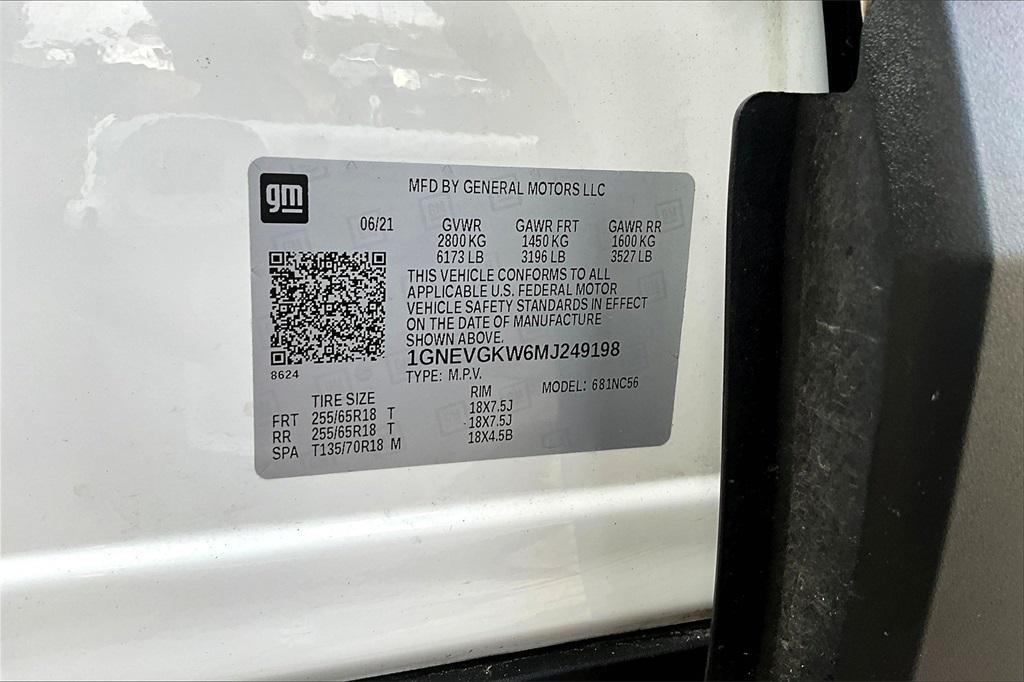 gm
MFD BY GENERAL MOTORS LLC
06/21 GVWR GAWR FRT GAWR RR
2800 KG 1450 KG 1600 KG
6173 LB 3196 LB 3527 LB
THIS VEHICLE CONFORMS TO ALL
APPLICABLE U.S. FEDERAL MOTOR
VEHICLE SAFETY STANDARDS IN EFFECT
ON THE DATE OF MANUFACTURE
SHOWN ABOVE.
1GNEVGKW6MJ249198
8624
TYPE: M.P.V. MODEL: 681NC56
TIRE SIZE RIM
FRT 255/65R18 T 18X7.5J
RR 255/65R18 T 18X7.5J
SPA T135/70R18 M 18X4.5B